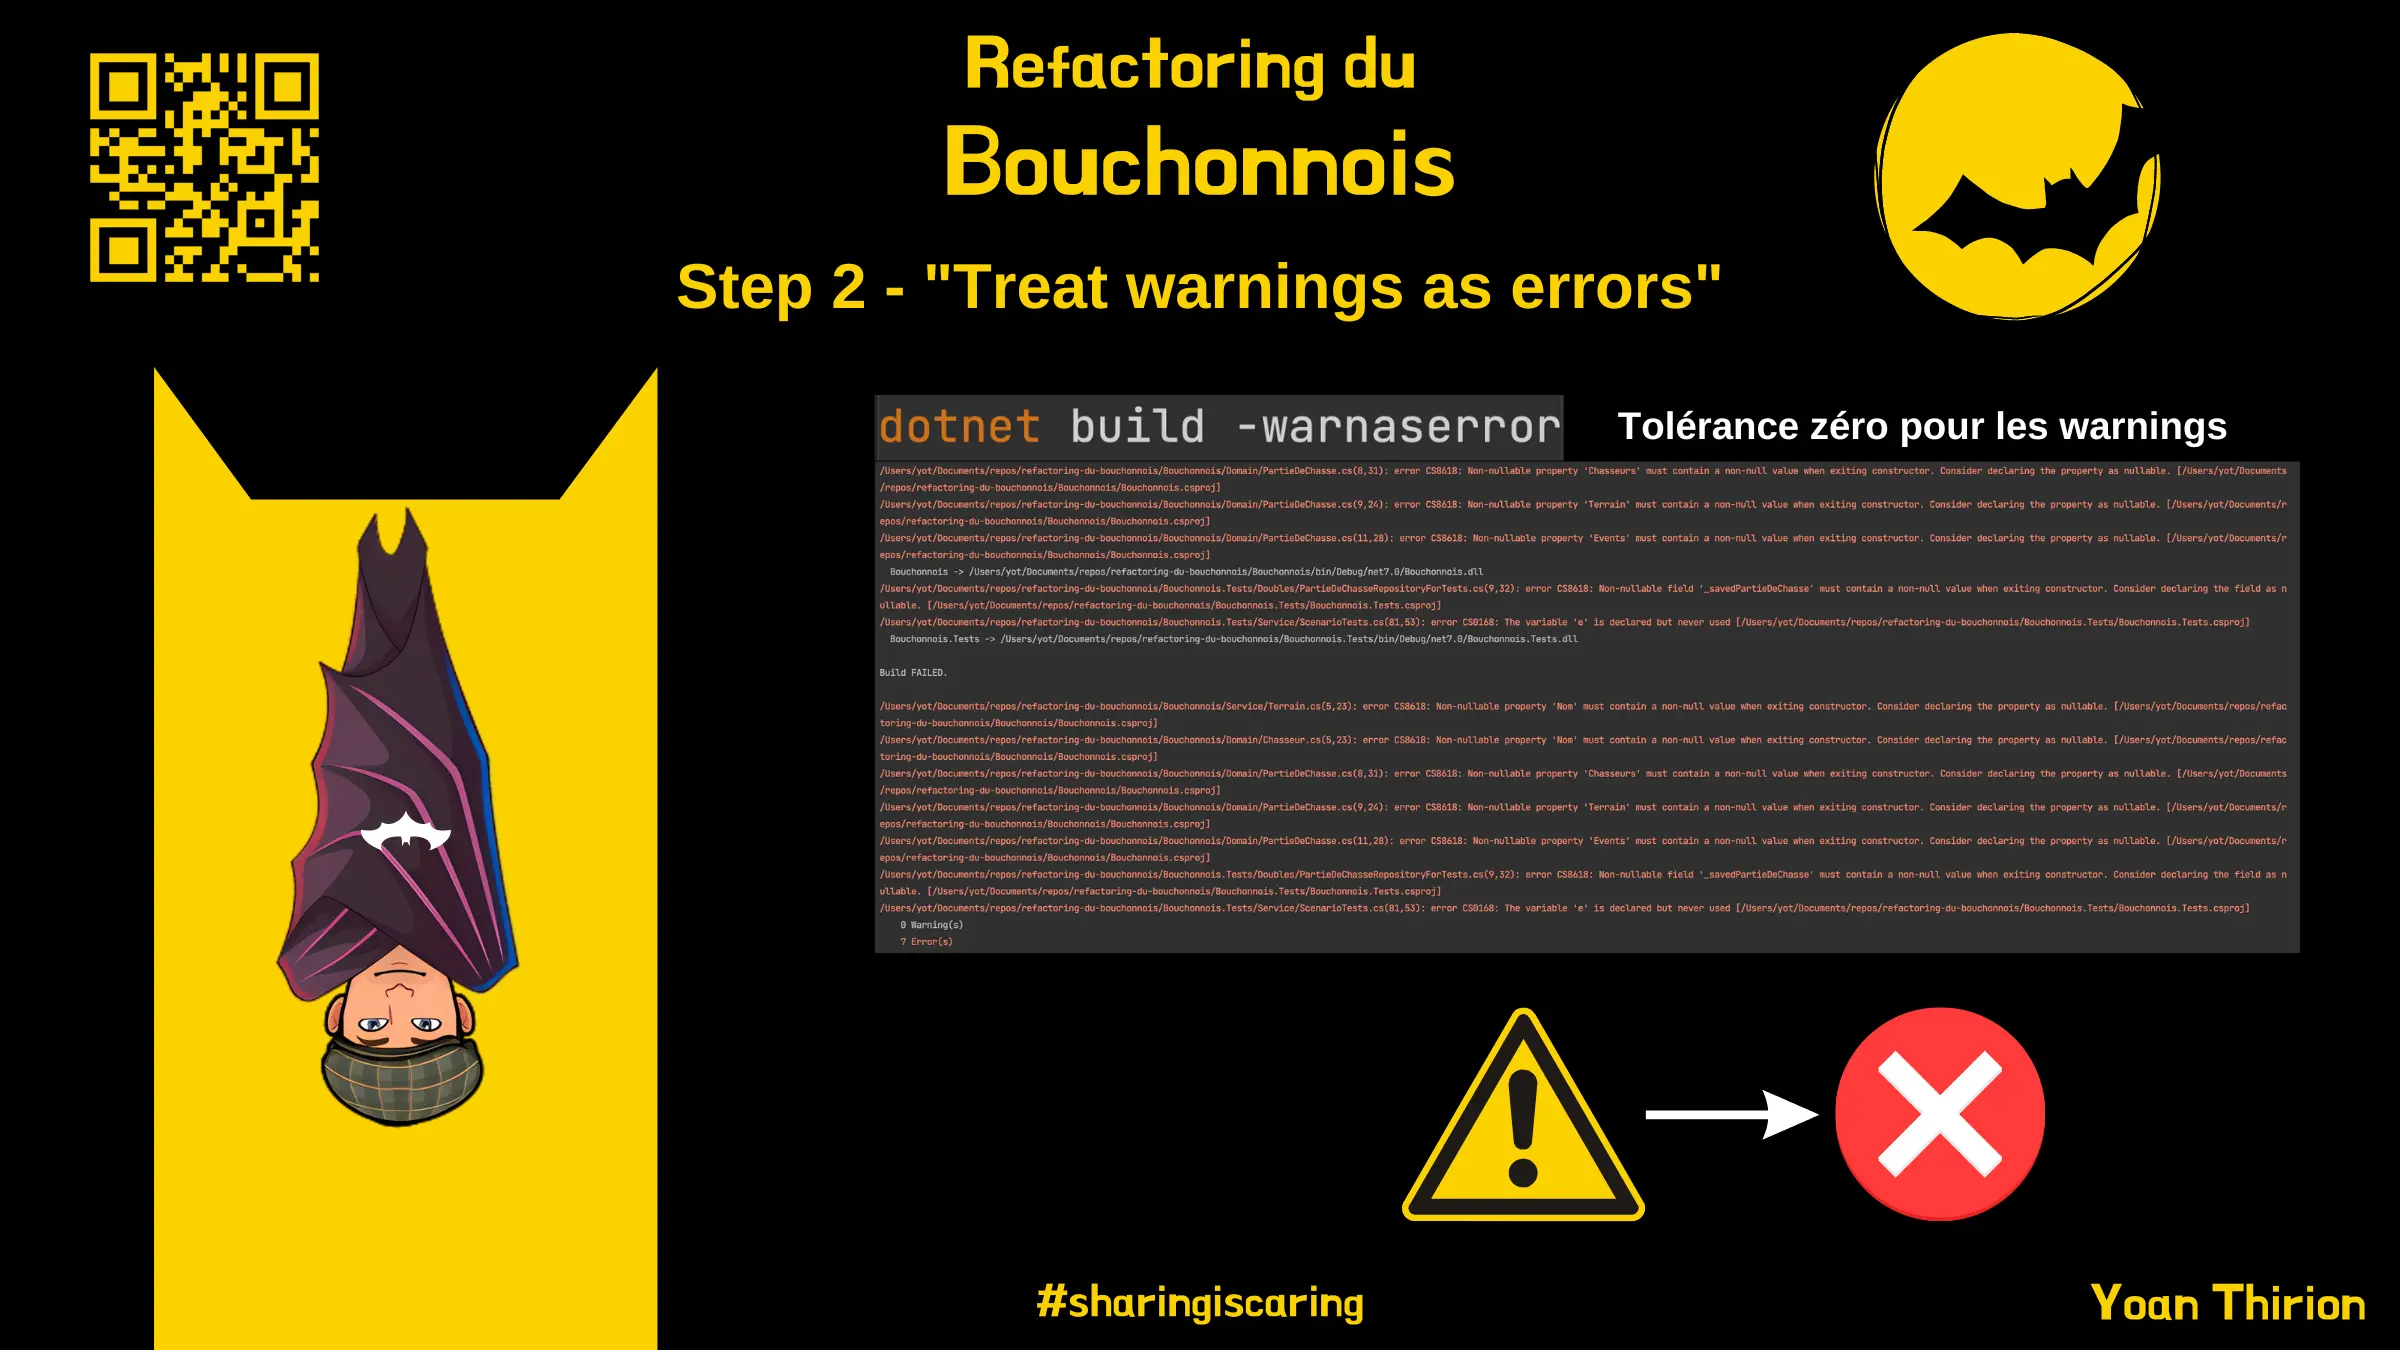 Refactoring du
Bouchonnois
Step 2 - "Treat warnings as errors"
dotnet build -warnaserror
Tolérance zéro pour les warnings
/Users/yot/Documents/repos/refactoring-du-bouchonnois/Bouchonnois/Domain/PartieDeChasse.cs(8,31): error CS8618: Non-nullable property 'Chasseurs' must contain a non-null value when exiting constructor. Consider declaring the property as nullable. [/Users/yot/Documents
/repos/refactoring-du-bouchonnois/Bouchonnois/Bouchonnois.csproj]
/Users/yot/Documents/repos/refactoring-du-bouchonnois/Bouchonnois/Domain/PartieDeChasse.cs(9,24): error CS8618: Non-nullable property 'Terrain' must contain a non-null value when exiting constructor. Consider declaring the property as nullable. [/Users/yot/Documents/r
epos/refactoring-du-bouchonnois/Bouchonnois/Bouchonnois.csproj]
/Users/yot/Documents/repos/refactoring-du-bouchonnois/Bouchonnois/Domain/PartieDeChasse.cs(11,28): error CS8618: Non-nullable property 'Events' must contain a non-null value when exiting constructor. Consider declaring the property as nullable. [/Users/yot/Documents/r
epos/refactoring-du-bouchonnois/Bouchonnois/Bouchonnois.csproj]
Bouchonnois -> /Users/yot/Documents/repos/refactoring-du-bouchonnois/Bouchonnois/bin/Debug/net7.0/Bouchonnois.dll
/Users/yot/Documents/repos/refactoring-du-bouchonnois/Bouchonnois.Tests/Doubles/PartieDeChasseRepositoryForTests.cs(9,32): error CS8618: Non-nullable field '_savedPartieDeChasse' must contain a non-null value when exiting constructor. Consider declaring the field as n
ullable. [/Users/yot/Documents/repos/refactoring-du-bouchonnois/Bouchonnois.Tests/Bouchonnois.Tests.csproj]
/Users/yot/Documents/repos/refactoring-du-bouchonnois/Bouchonnois.Tests/Service/ScenarioTests.cs(81,53): error CS0168: The variable 'e' is declared but never used [/Users/yot/Documents/repos/refactoring-du-bouchonnois/Bouchonnois.Tests/Bouchonnois.Tests.csproj]
Bouchonnois.Tests -> /Users/yot/Documents/repos/refactoring-du-bouchonnois/Bouchonnois.Tests/bin/Debug/net7.0/Bouchonnois.Tests.dll
Build FAILED.
/Users/yot/Documents/repos/refactoring-du-bouchonnois/Bouchonnois/Service/Terrain.cs(5,23): error CS8618: Non-nullable property 'Nom' must contain a non-null value when exiting constructor. Consider declaring the property as nullable. [/Users/yot/Documents/repos/refac
toring-du-bouchonnois/Bouchonnois/Bouchonnois.csproj]
/Users/yot/Documents/repos/refactoring-du-bouchonnois/Bouchonnois/Domain/Chasseur.cs(5,23): error CS8618: Non-nullable property 'Nom' must contain a non-null value when exiting constructor. Consider declaring the property as nullable. [/Users/yot/Documents/repos/refac
toring-du-bouchonnois/Bouchonnois/Bouchonnois.csproj]
/Users/yot/Documents/repos/refactoring-du-bouchonnois/Bouchonnois/Domain/PartieDeChasse.cs(8,31): error CS8618: Non-nullable property 'Chasseurs' must contain a non-null value when exiting constructor. Consider declaring the property as nullable. [/Users/yot/Documents
/repos/refactoring-du-bouchonnois/Bouchonnois/Bouchonnois.csproj]
/Users/yot/Documents/repos/refactoring-du-bouchonnois/Bouchonnois/Domain/PartieDeChasse.cs(9,24): error CS8618: Non-nullable property 'Terrain' must contain a non-null value when exiting constructor. Consider declaring the property as nullable. [/Users/yot/Documents/r
epos/refactoring-du-bouchonnois/Bouchonnois/Bouchonnois.csproj]
/Users/yot/Documents/repos/refactoring-du-bouchonnois/Bouchonnois/Domain/PartieDeChasse.cs(11,28): error CS8618: Non-nullable property 'Events' must contain a non-null value when exiting constructor. Consider declaring the property as nullable. [/Users/yot/Documents/r
epos/refactoring-du-bouchonnois/Bouchonnois/Bouchonnois.csproj]
/Users/yot/Documents/repos/refactoring-du-bouchonnois/Bouchonnois.Tests/Doubles/PartieDeChasseRepositoryForTests.cs(9,32): error CS8618: Non-nullable field '_savedPartieDeChasse' must contain a non-null value when exiting constructor. Consider declaring the field as n
ullable. [/Users/yot/Documents/repos/refactoring-du-bouchonnois/Bouchonnois.Tests/Bouchonnois.Tests.csproj]
/Users/yot/Documents/repos/refactoring-du-bouchonnois/Bouchonnois.Tests/Service/ScenarioTests.cs(81,53): error CS0168: The variable 'e' is declared but never used [/Users/yot/Documents/repos/refactoring-du-bouchonnois/Bouchonnois.Tests/Bouchonnois.Tests.csproj]
0 Warning(s)
7 Error(s)
#sharingiscaring
Yoan Thirion